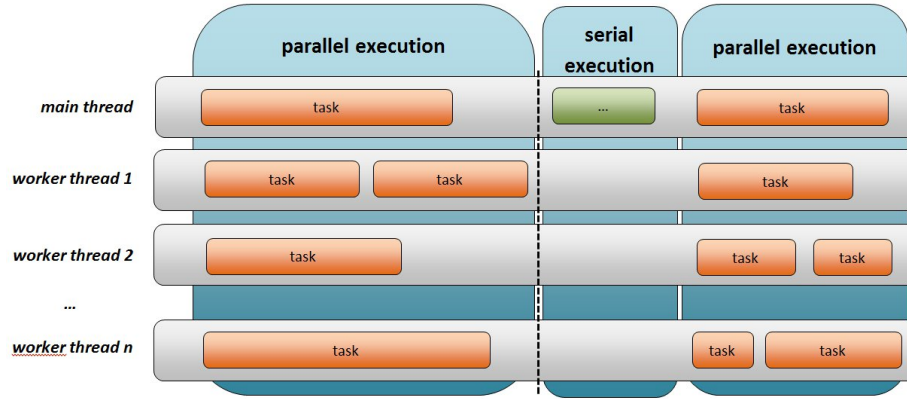 parallel execution
serial
execution
parallel execution
main thread
task
...
task
worker thread 1
task
task
task
worker thread 2
task
task
task
...
worker thread n
task
task
task